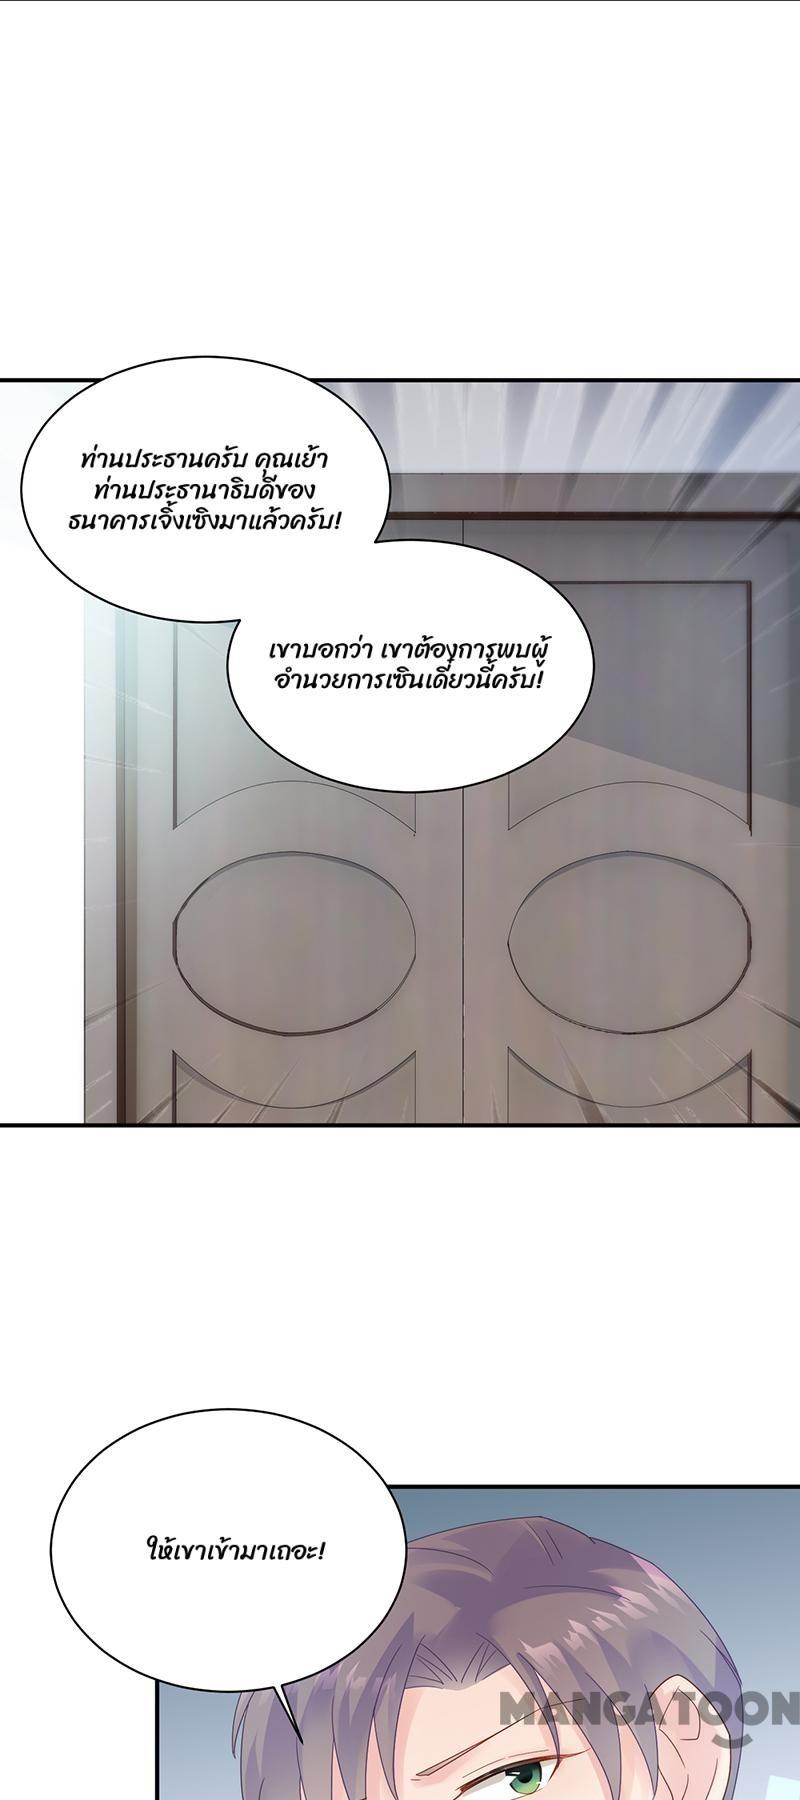 ท่านประธานครับ คุณเย้า
ท่านประธานาธิบดีของ
ธนาคารเจิ้งเซิงมาแล้วครับ!
เขาบอกว่า เขาต้องการพบผู้
อำนวยการเซินเดี๋ยวนี้ครับ!
ให้เขาเข้ามาเถอะ!
MANGATOON